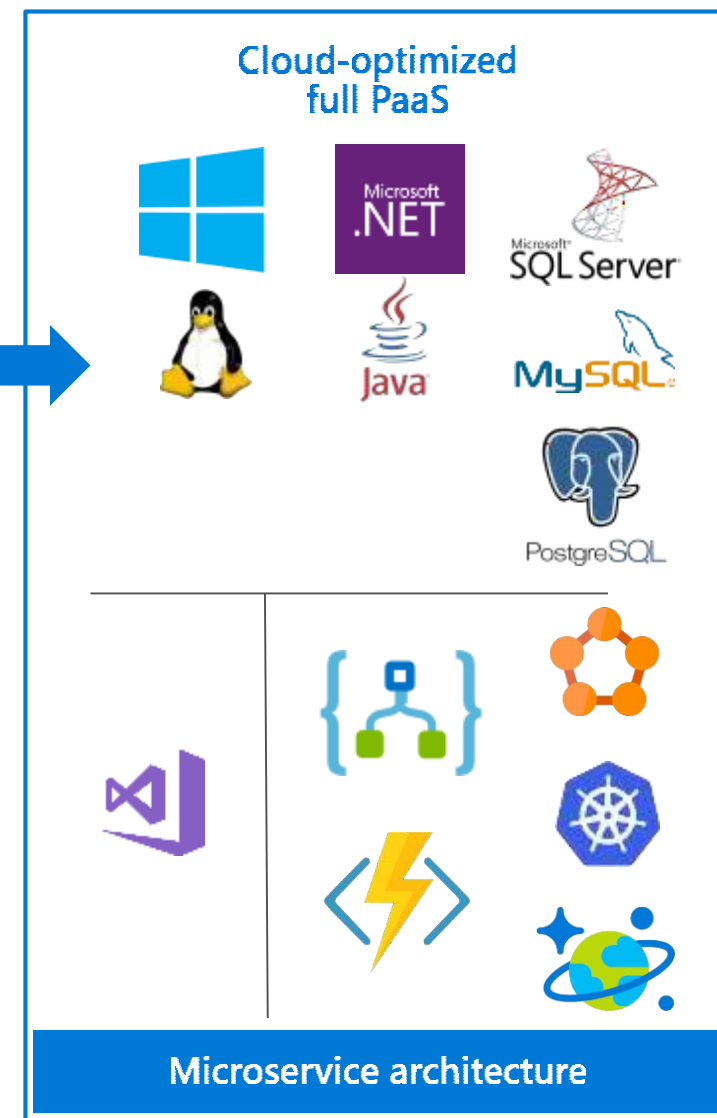 Cloud-optimized
full PaaS
Microsoft
.NET
Microsoft®
SQL Server
Java
MySQL
PostgreSQL
Microservice architecture